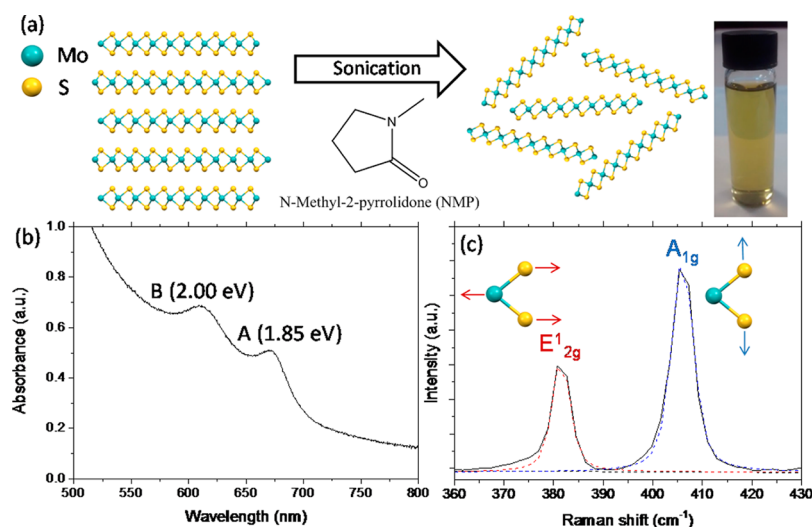 (a)
Mo
S
Sonication
N
O
N-Methyl-2-pyrrolidone (NMP)
(b)
B (2.00 eV)
A (1.85 eV)
Absorbance (a.u.)
1.0
0.8
0.6
0.4
0.2
0.0
500 550 600 650 700 750 800
Wavelength (nm)
(c)
A1g
E¹2g
Intensity (a.u.)
360 370 380 390 400 410 420 430
Raman shift (cm⁻¹)